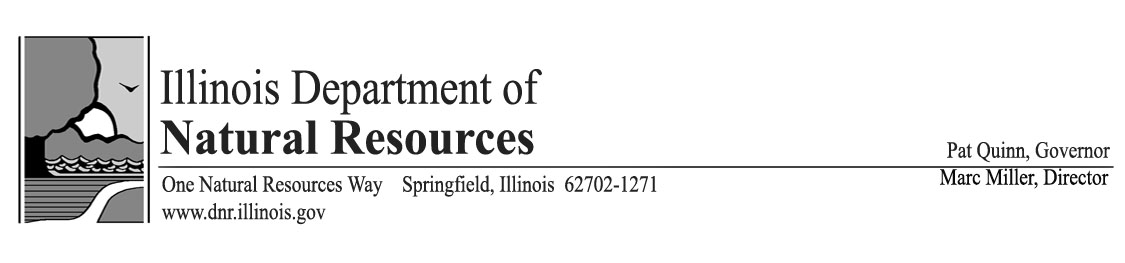 Illinois Department of
Natural Resources
Pat Quinn, Governor
One Natural Resources Way Springfield, Illinois 62702-1271
Marc Miller, Director
www.dnr.illinois.gov